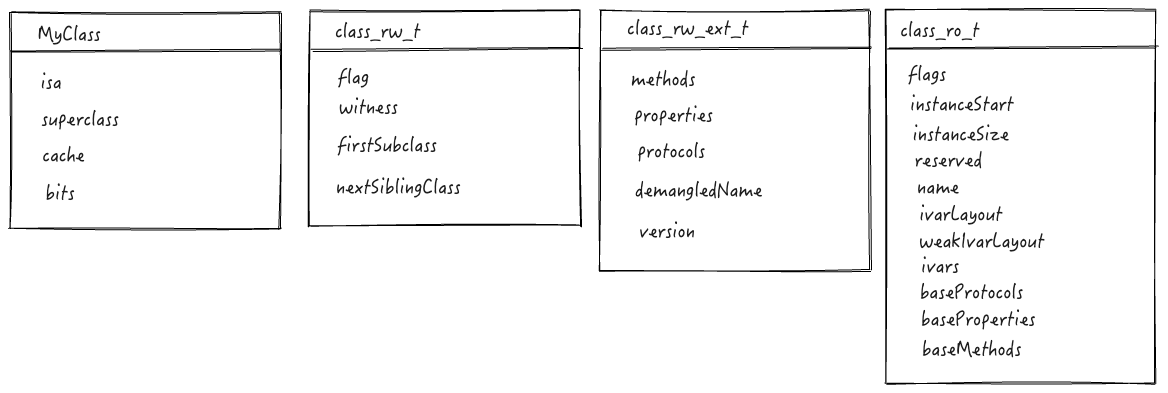 MyClass
isa
superclass
cache
bits
class_rw_t
flag
witness
firstSubclass
nextSiblingClass
class_rw_ext_t
methods
properties
protocols
demangledName
version
class_ro_t
flags
instanceStart
instanceSize
reserved
name
ivarLayout
weakIvarLayout
ivars
baseProtocols
baseProperties
baseMethods